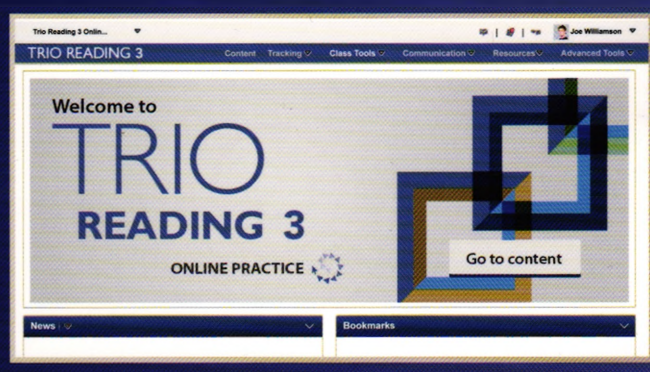 Trio Reading 3 Onlin...
Joe Williamson
TRIO READING 3
Content Tracking Class Tools Communication Resources Advanced Tools
Welcome to
TRIO
READING 3
ONLINE PRACTICE
Go to content
News
Bookmarks